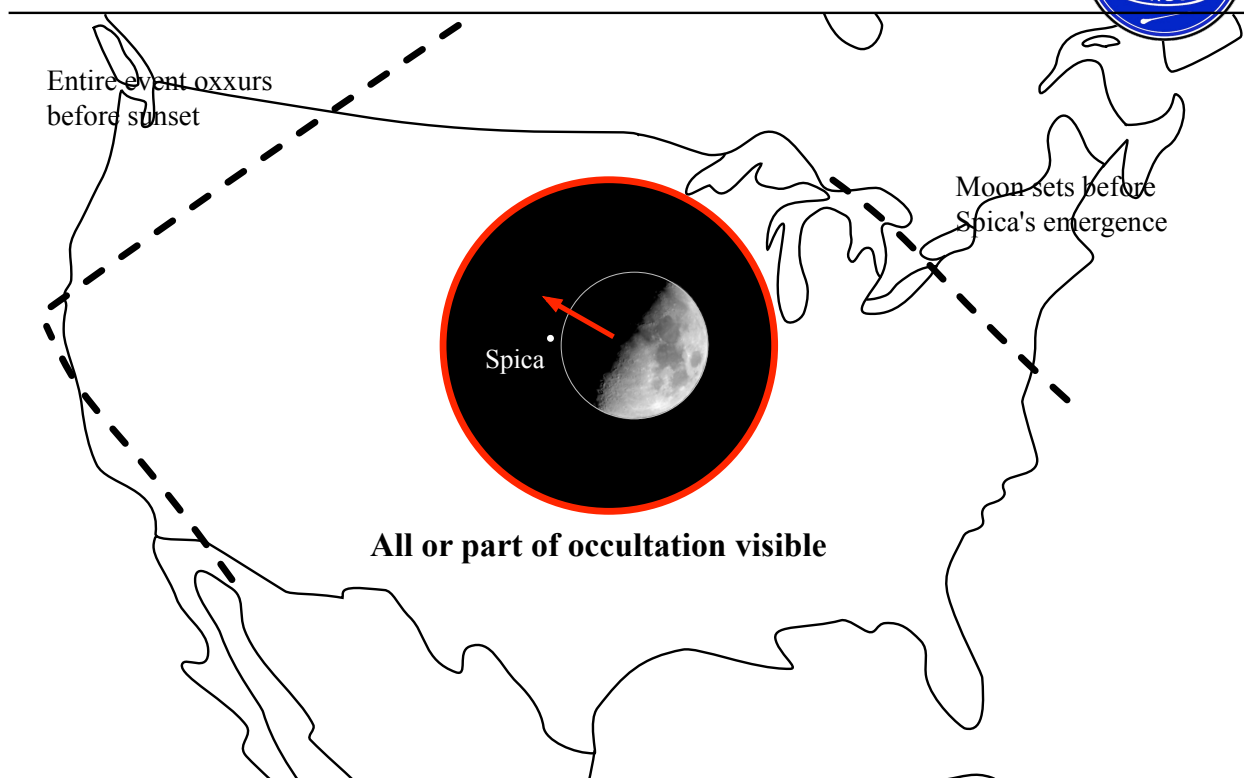 Entire event oxxurs
before sunset
Moon sets before
Spica's emergence
Spica
All or part of occultation visible